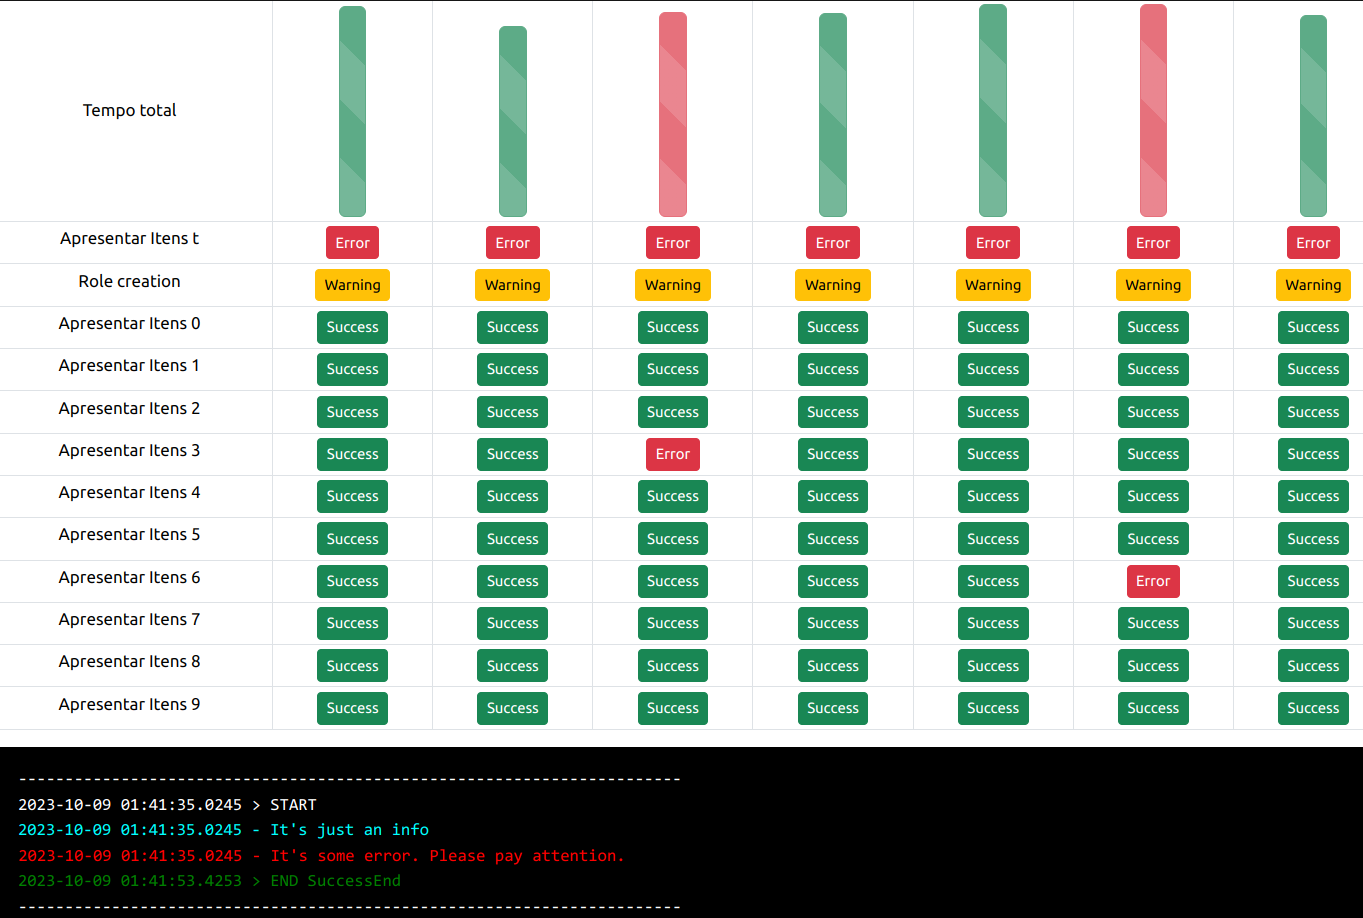 Tempo total
Apresentar Itens t Error Error Error Error Error Error Error
Role creation Warning Warning Warning Warning Warning Warning Warning
Apresentar Itens 0 Success Success Success Success Success Success Success
Apresentar Itens 1 Success Success Success Success Success Success Success
Apresentar Itens 2 Success Success Success Success Success Success Success
Apresentar Itens 3 Success Success Error Success Success Success Success
Apresentar Itens 4 Success Success Success Success Success Success Success
Apresentar Itens 5 Success Success Success Success Success Success Success
Apresentar Itens 6 Success Success Success Success Success Error Success
Apresentar Itens 7 Success Success Success Success Success Success Success
Apresentar Itens 8 Success Success Success Success Success Success Success
Apresentar Itens 9 Success Success Success Success Success Success Success
-----------------------------------------------------------------------
2023-10-09 01:41:35.0245 > START
2023-10-09 01:41:35.0245 - It's just an info
2023-10-09 01:41:35.0245 - It's some error. Please pay attention.
2023-10-09 01:41:53.4253 > END SuccessEnd
-----------------------------------------------------------------------